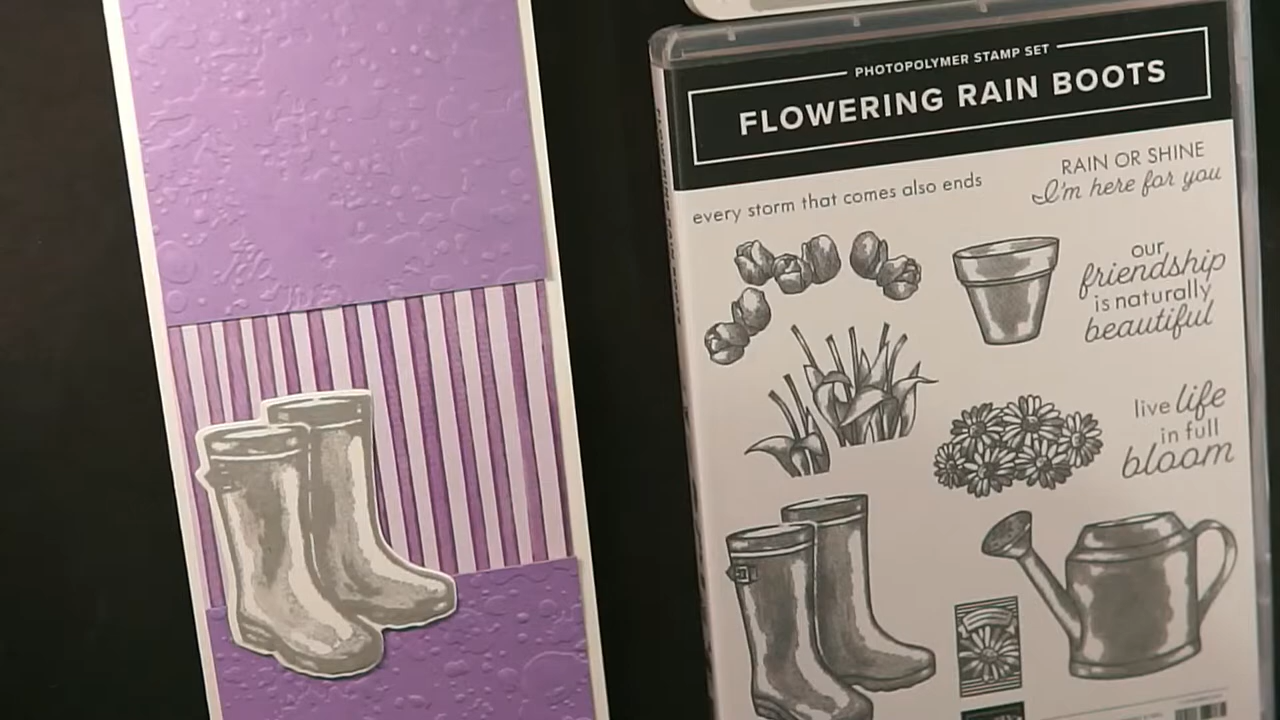 PHOTOPOLYMER STAMP SET
FLOWERING RAIN BOOTS
every storm that comes also ends
RAIN OR SHINE
I'm here for you
our
friendship
is naturally
beautiful
live life
in full
bloom